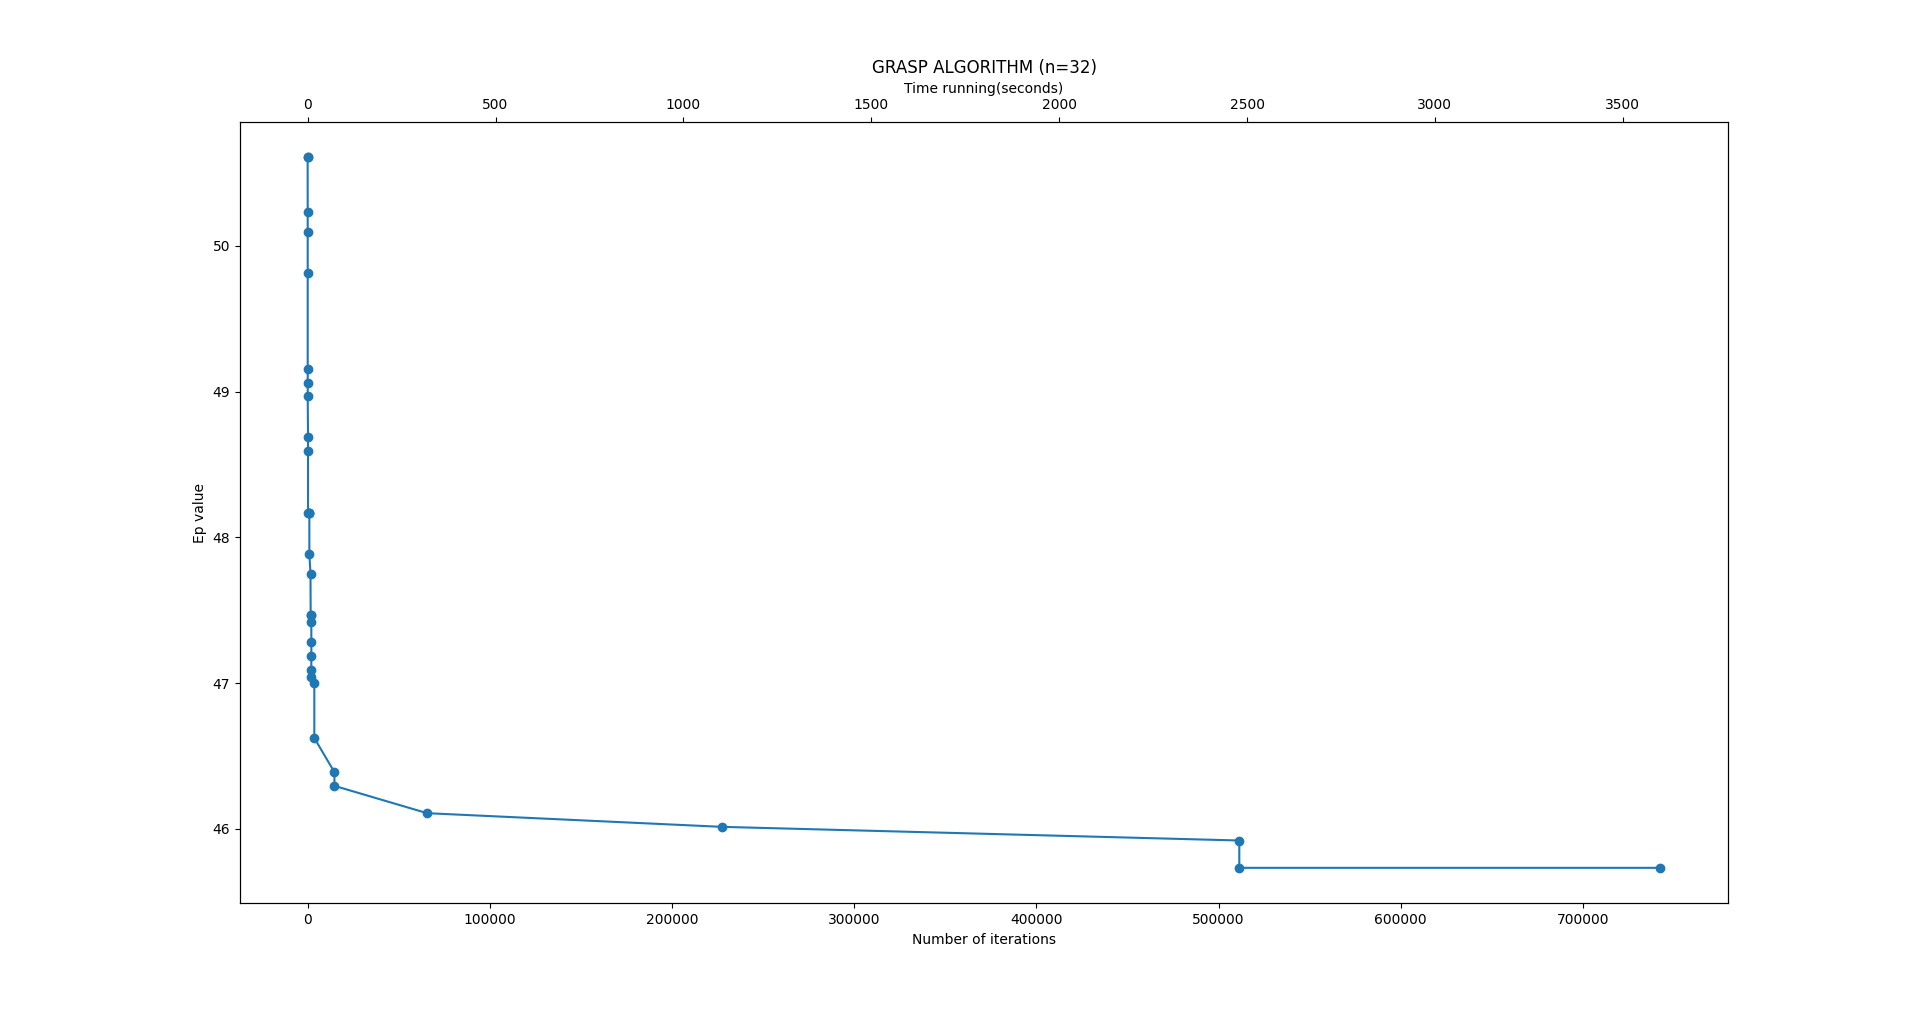 GRASP ALGORITHM (n=32)
Time running(seconds)
0 500 1000 1500 2000 2500 3000 3500
50
49
48
47
46
Ep value
0 100000 200000 300000 400000 500000 600000 700000
Number of iterations